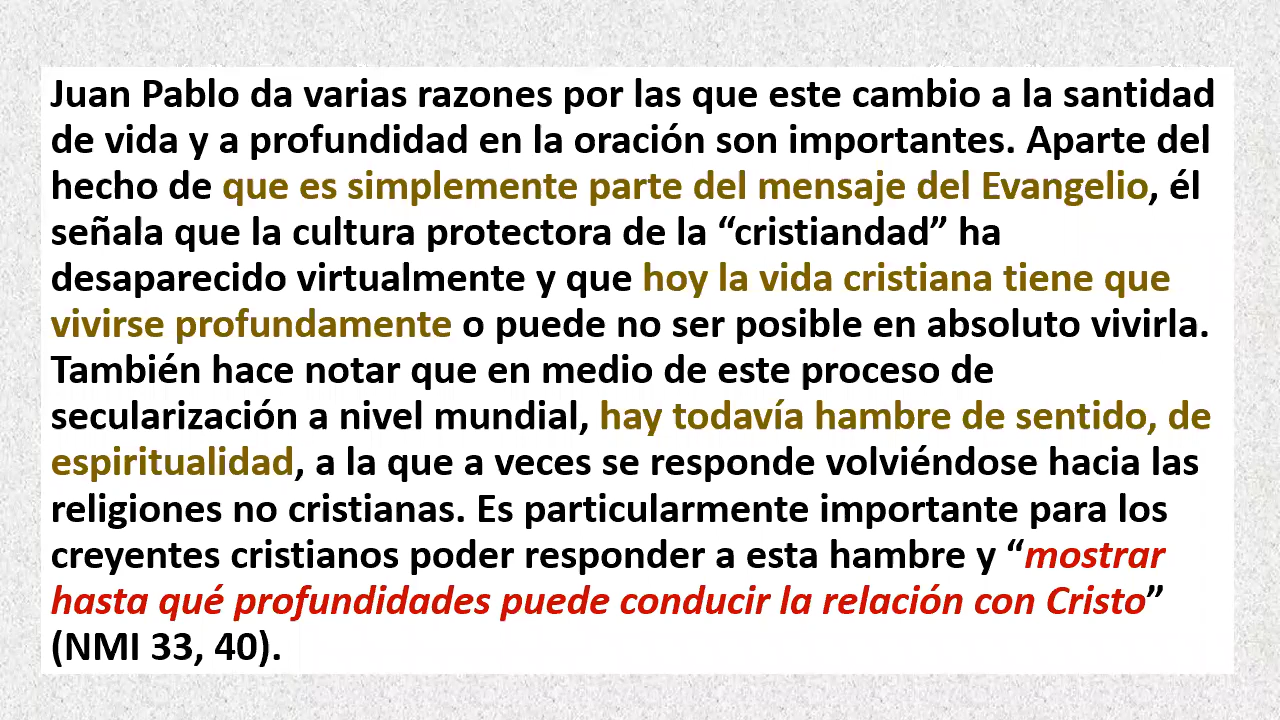 Juan Pablo da varias razones por las que este cambio a la santidad
de vida y a profundidad en la oración son importantes. Aparte del
hecho de que es simplemente parte del mensaje del Evangelio, él
señala que la cultura protectora de la “cristiandad” ha
desaparecido virtualmente y que hoy la vida cristiana tiene que
vivirse profundamente o puede no ser posible en absoluto vivirla.
También hace notar que en medio de este proceso de
secularización a nivel mundial, hay todavía hambre de sentido, de
espiritualidad, a la que a veces se responde volviéndose hacia las
religiones no cristianas. Es particularmente importante para los
creyentes cristianos poder responder a esta hambre y “mostrar
hasta qué profundidades puede conducir la relación con Cristo”
(NMI 33, 40).